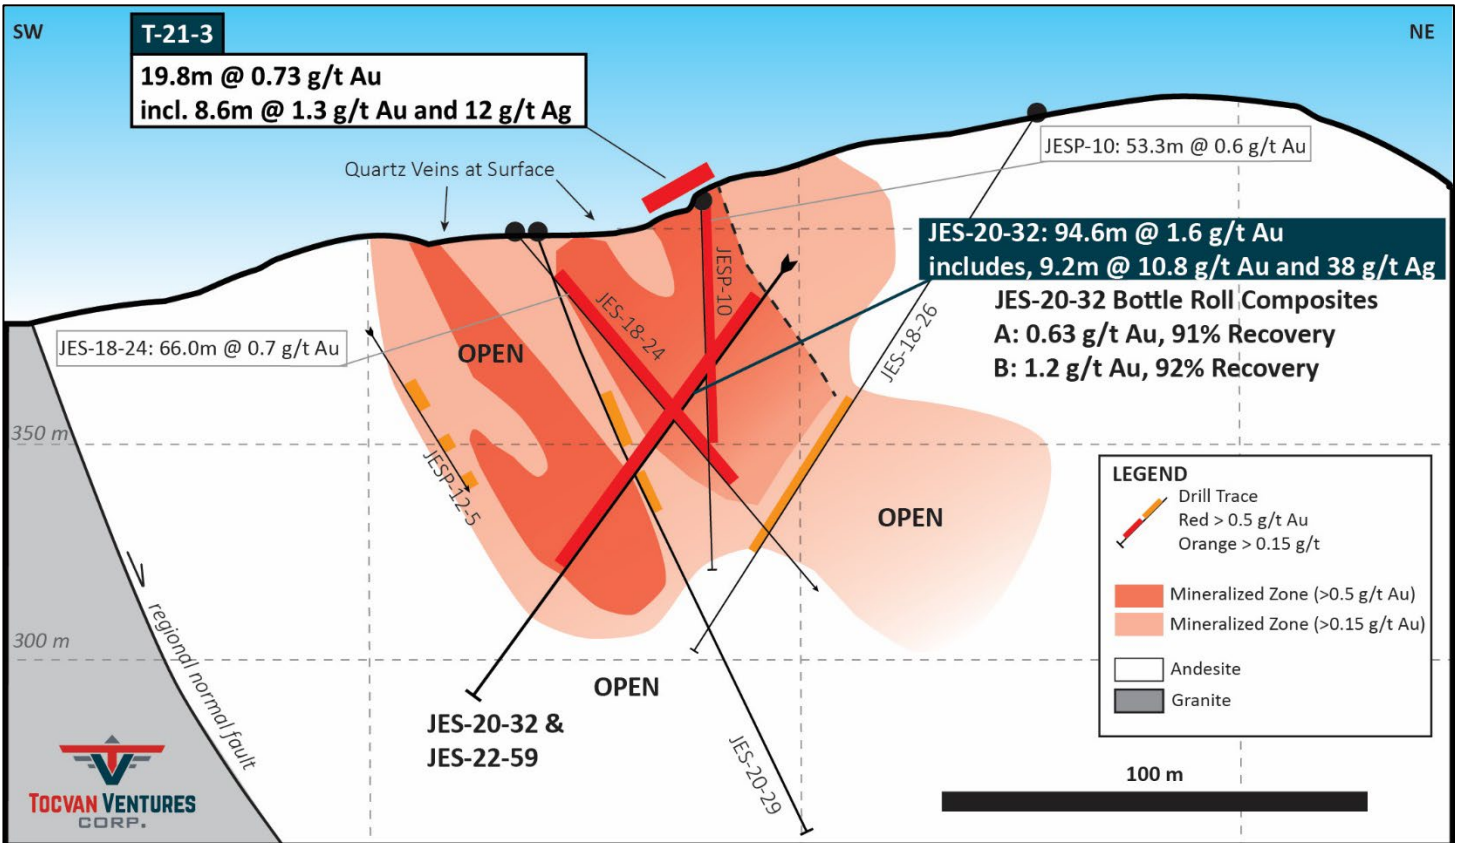 SW
NE
T-21-3
19.8m @ 0.73 g/t Au
incl. 8.6m @ 1.3 g/t Au and 12 g/t Ag
Quartz Veins at Surface
JESP-10: 53.3m @ 0.6 g/t Au
JES-20-32: 94.6m @ 1.6 g/t Au
includes, 9.2m @ 10.8 g/t Au and 38 g/t Ag
JES-20-32 Bottle Roll Composites
A: 0.63 g/t Au, 91% Recovery
B: 1.2 g/t Au, 92% Recovery
JES-18-24: 66.0m @ 0.7 g/t Au
OPEN
JES-18-24
JESP-10
JES-18-26
350 m
JESP-12-5
OPEN
300 m
regional normal fault
OPEN
JES-20-32 &
JES-22-59
JES-20-29
LEGEND
Drill Trace
Red > 0.5 g/t Au
Orange > 0.15 g/t
Mineralized Zone (>0.5 g/t Au)
Mineralized Zone (>0.15 g/t Au)
Andesite
Granite
100 m
TOCVAN VENTURES
CORP.